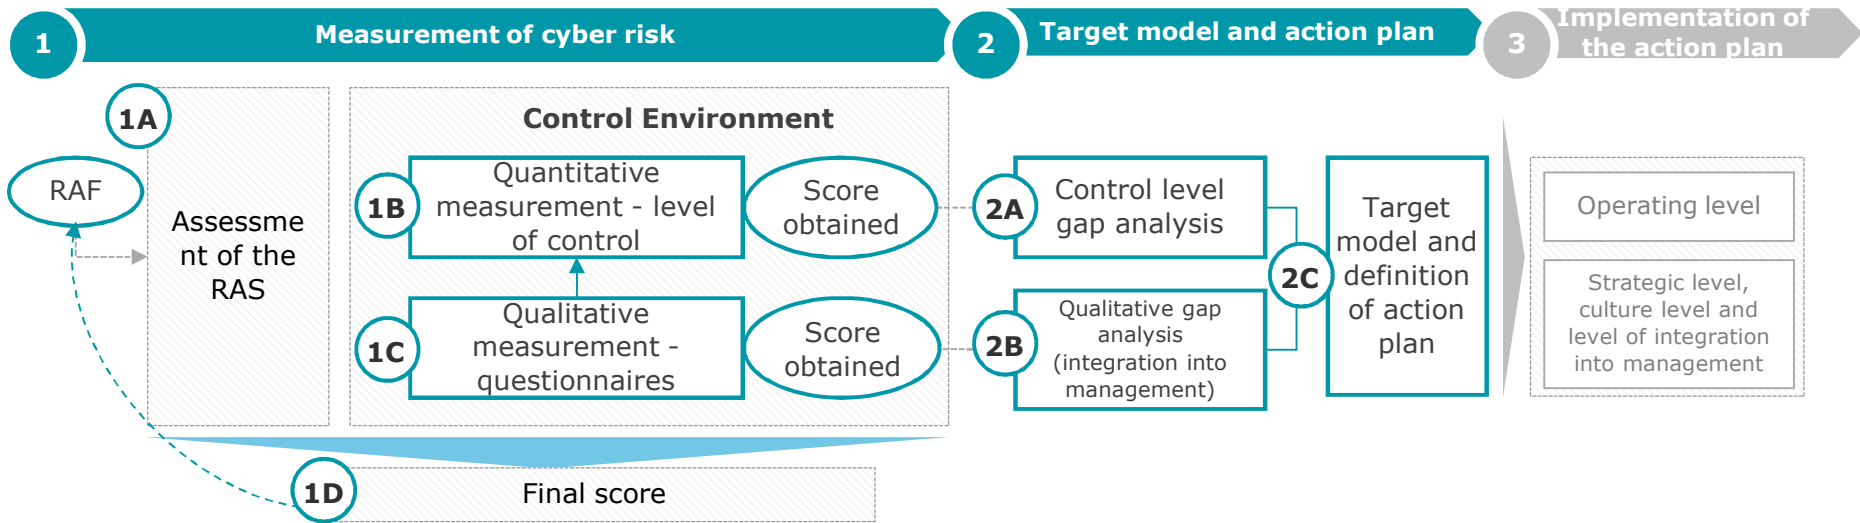 1
Measurement of cyber risk
2
Target model and action plan
3
Implementation of
the action plan
1A
RAF
Assessme
nt of the
RAS
Control Environment
1B
Quantitative
measurement - level
of control
Score
obtained
1C
Qualitative
measurement -
questionnaires
Score
obtained
1D
Final score
2A
Control level
gap analysis
2B
Qualitative gap
analysis
(integration into
management)
2C
Target
model and
definition
of action
plan
Operating level
Strategic level,
culture level and
level of integration
into management